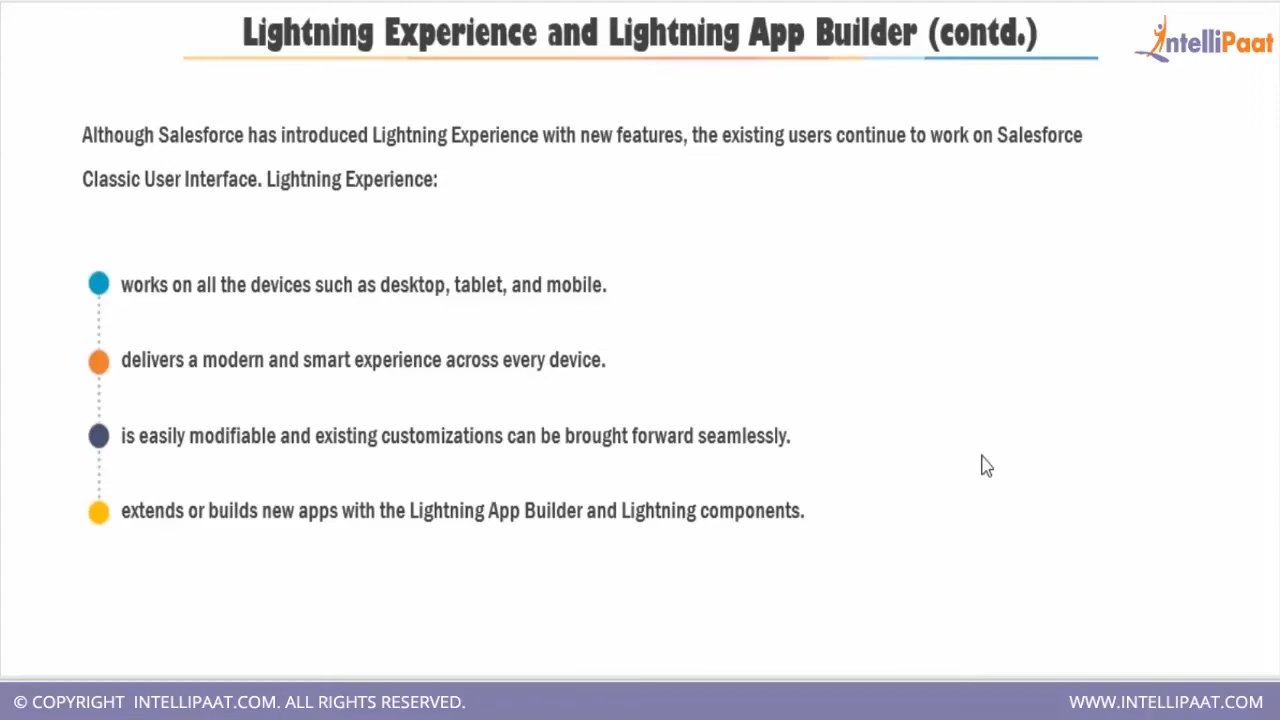 Lightning Experience and Lightning App Builder (contd.)
IntelliPaat
Although Salesforce has introduced Lightning Experience with new features, the existing users continue to work on Salesforce
Classic User Interface. Lightning Experience:
works on all the devices such as desktop, tablet, and mobile.
delivers a modern and smart experience across every device.
is easily modifiable and existing customizations can be brought forward seamlessly.
extends or builds new apps with the Lightning App Builder and Lightning components.
© COPYRIGHT INTELLIPAAT.COM. ALL RIGHTS RESERVED.
WWW.INTELLIPAAT.COM